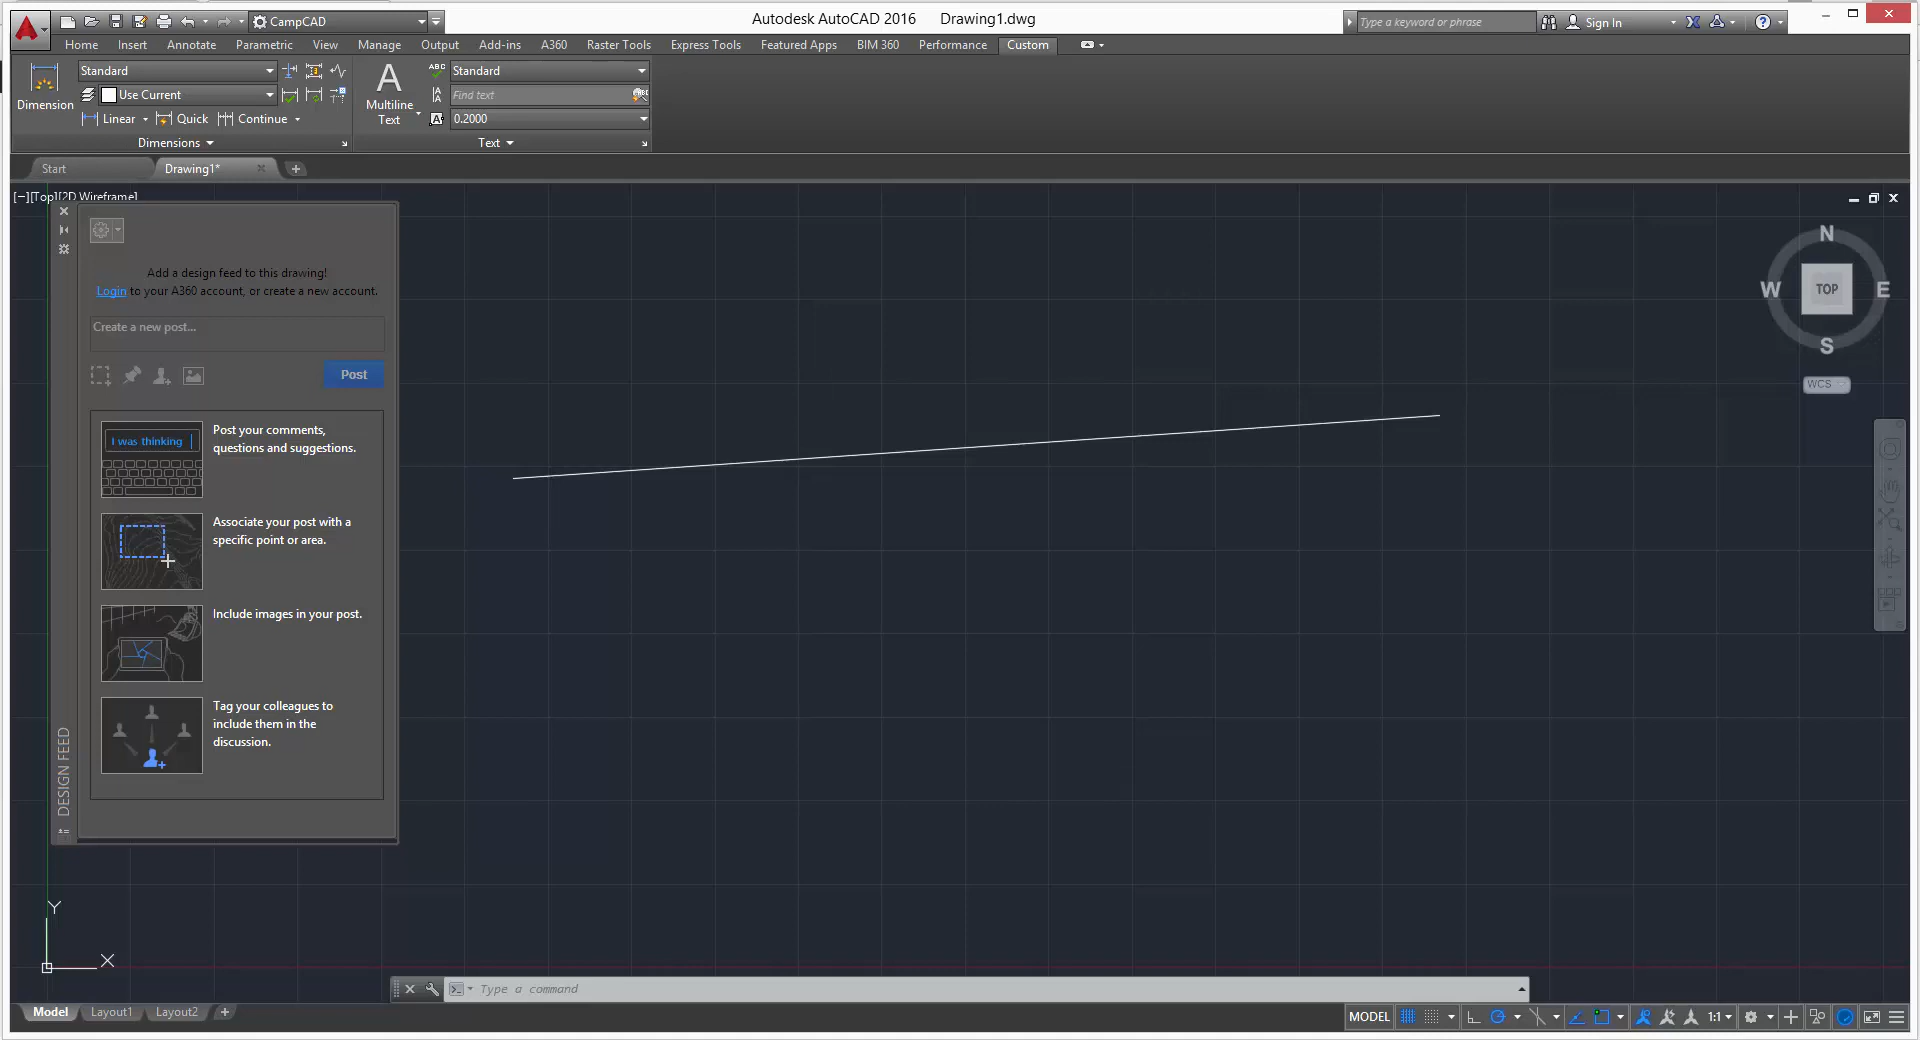 CampCAD
Autodesk AutoCAD 2016 Drawing1.dwg
Type a keyword or phrase
Sign In
Home Insert Annotate Parametric View Manage Output Add-ins A360 Raster Tools Express Tools Featured Apps BIM 360 Performance Custom
Dimension
Standard
Use Current
Linear Quick Continue
Dimensions
A
Multiline
Text
ABC
Standard
Find text
0.2000
Text
Start
Drawing1*
[−][Top][2D Wireframe]
Add a design feed to this drawing!
Login to your A360 account, or create a new account.
Create a new post...
Post
I was thinking
Post your comments,
questions and suggestions.
Associate your post with a
specific point or area.
Include images in your post.
Tag your colleagues to
include them in the
discussion.
DESIGN FEED
N
W TOP E
S
WCS
Y
X
Type a command
Model Layout1 Layout2
MODEL
1:1